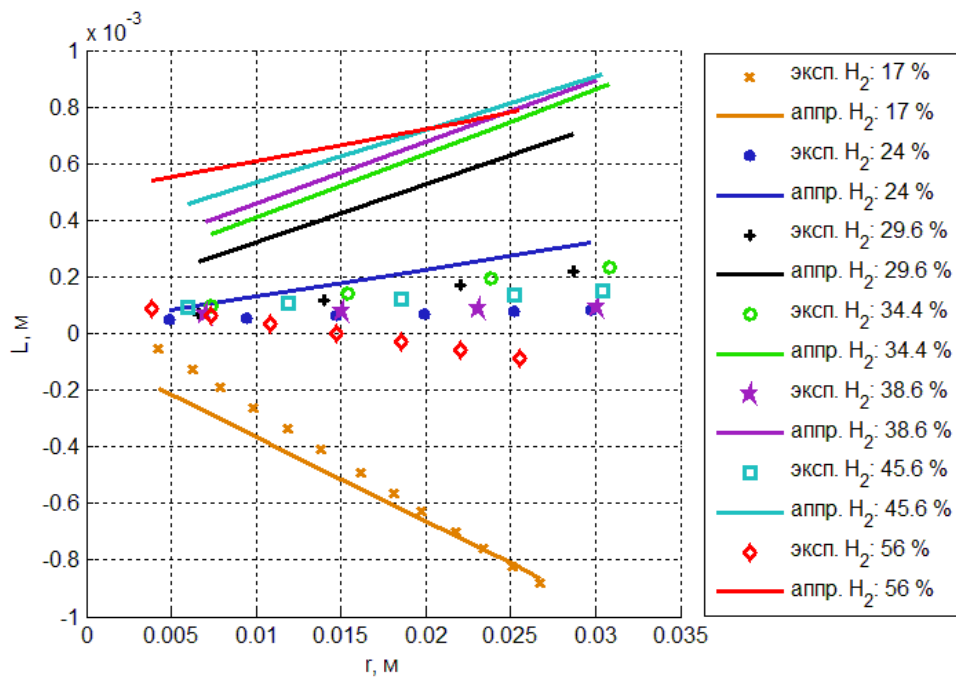 x 10-3
1
0.8
0.6
0.4
0.2
0
-0.2
-0.4
-0.6
-0.8
-1
L, м
0 0.005 0.01 0.015 0.02 0.025 0.03 0.035
r, м
эксп. H2: 17 %
аппр. H2: 17 %
эксп. H2: 24 %
аппр. H2: 24 %
эксп. H2: 29.6 %
аппр. H2: 29.6 %
эксп. H2: 34.4 %
аппр. H2: 34.4 %
эксп. H2: 38.6 %
аппр. H2: 38.6 %
эксп. H2: 45.6 %
аппр. H2: 45.6 %
эксп. H2: 56 %
аппр. H2: 56 %